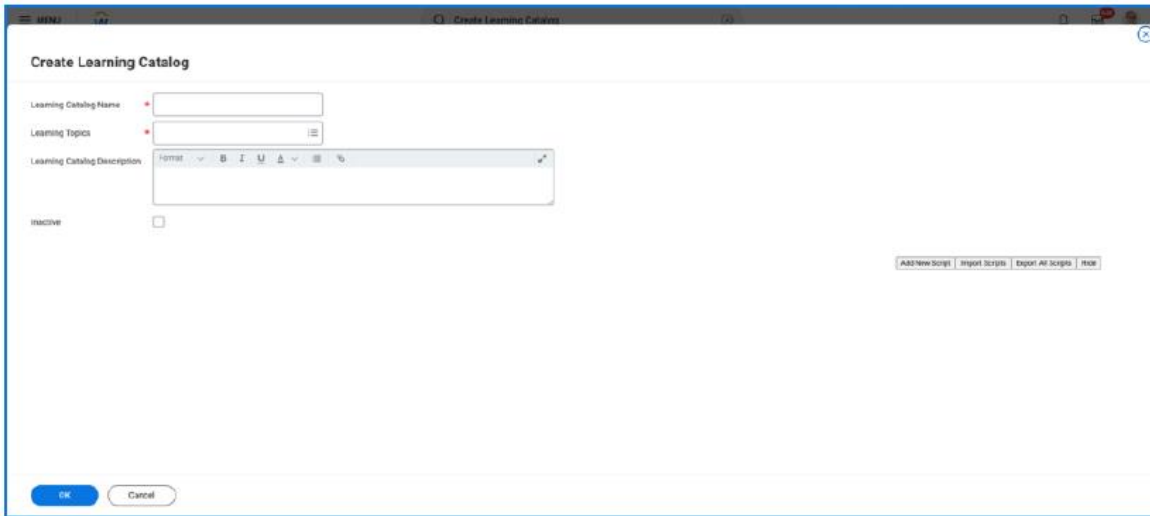 MENU
Create Learning Catalog
Create Learning Catalog
Learning Catalog Name *
Learning Topics *
Learning Catalog Description
Format B I U A
Inactive
Add New Script Import Scripts Export All Scripts Hide
OK Cancel